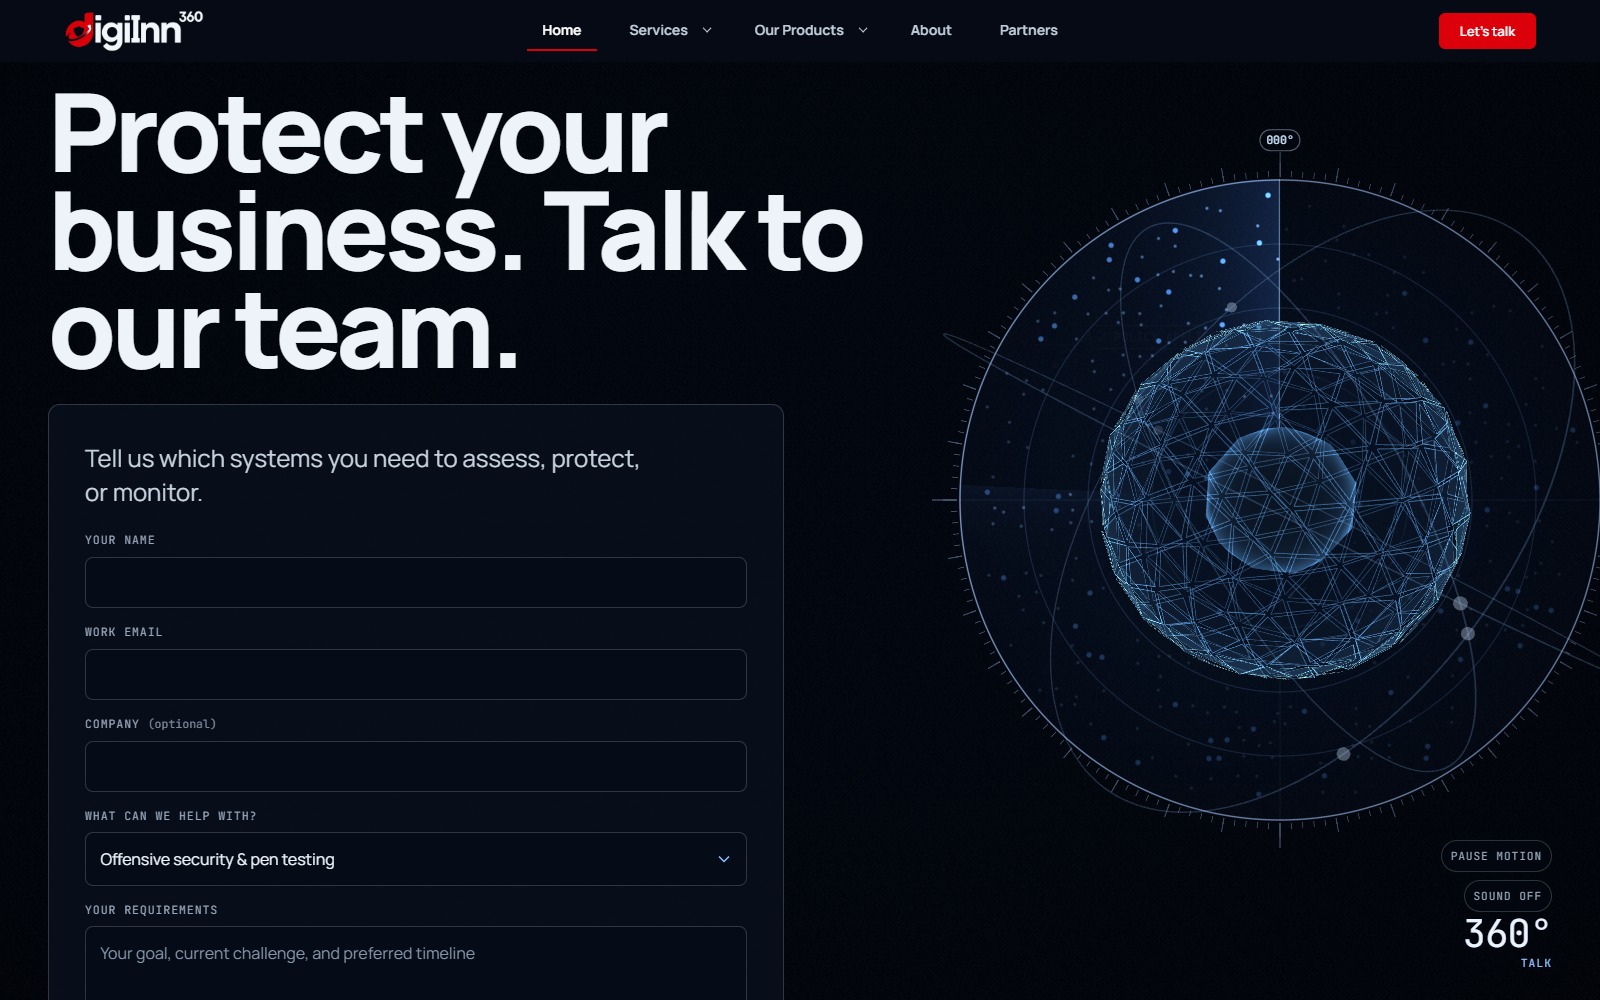 digiInn 360
Home
Services
Our Products
About
Partners
Let's talk
Protect your
business. Talk to
our team.
000°
Tell us which systems you need to assess, protect,
or monitor.
YOUR NAME
WORK EMAIL
COMPANY (optional)
WHAT CAN WE HELP WITH?
Offensive security & pen testing
YOUR REQUIREMENTS
Your goal, current challenge, and preferred timeline
PAUSE MOTION
SOUND OFF
360°
TALK